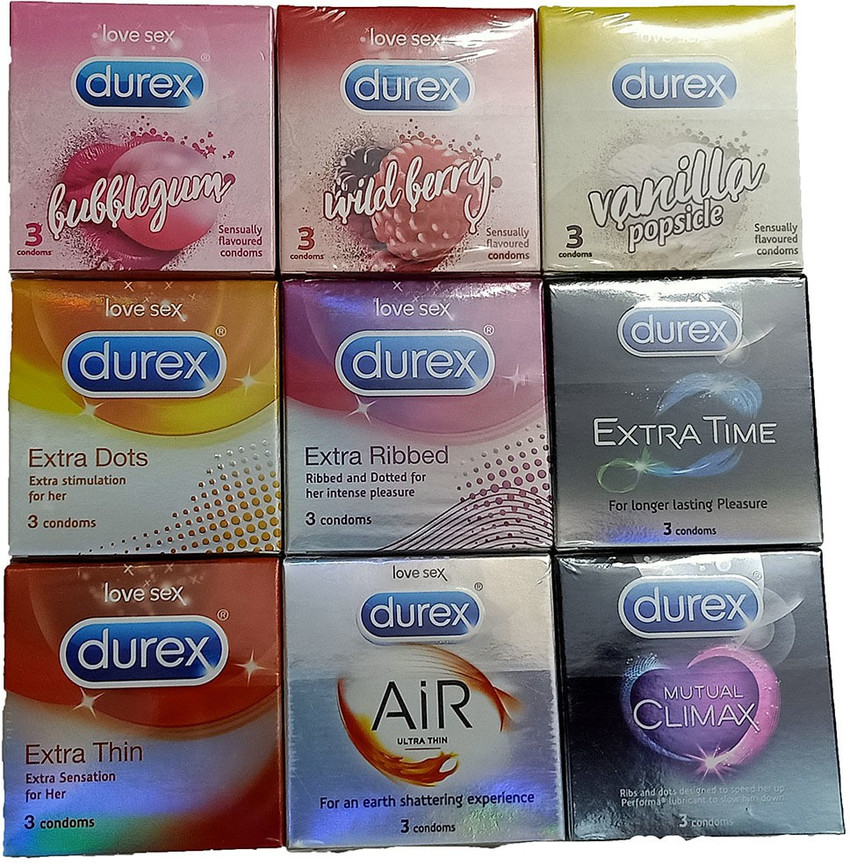 love sex
durex®
bubblegum
3
condoms
Sensually
flavoured
condoms
love sex
durex
wild berry
3
condoms
Sensually
flavoured
condoms
love sex
durex
vanilla
popsicle
3
condoms
Sensually
flavoured
condoms
love sex
durex®
Extra Dots
Extra stimulation
for her
3 condoms
love sex
durex®
Extra Ribbed
Ribbed and Dotted for
her intense pleasure
3 condoms
durex
EXTRA TIME
For longer lasting Pleasure
3 condoms
love sex
durex®
Extra Thin
Extra Sensation
for Her
3 condoms
love sex
durex®
AiR
ULTRA THIN
For an earth shattering experience
3 condoms
durex®
MUTUAL
CLIMAX
Ribs and dots designed to speed her up
Performa® lubricant to slow him down
3 condoms